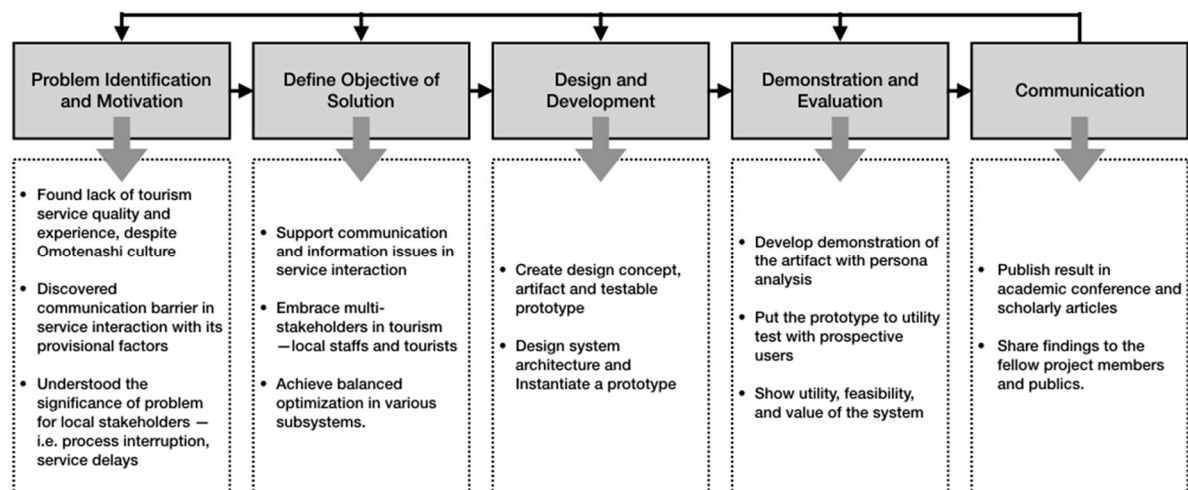 Problem Identification
and Motivation
Define Objective of
Solution
Design and
Development
Demonstration and
Evaluation
Communication
• Found lack of tourism
service quality and
experience, despite
Omotenashi culture
• Discovered
communication barrier in
service interaction with its
provisional factors
• Understood the
significance of problem
for local stakeholders —
i.e. process interruption,
service delays
• Support communication
and information issues in
service interaction
• Embrace multi-
stakeholders in tourism
—local staffs and tourists
• Achieve balanced
optimization in various
subsystems.
• Create design concept,
artifact and testable
prototype
• Design system
architecture and
Instantiate a prototype
• Develop demonstration of
the artifact with persona
analysis
• Put the prototype to utility
test with prospective
users
• Show utility, feasibility,
and value of the system
• Publish result in
academic conference and
scholarly articles
• Share findings to the
fellow project members
and publics.